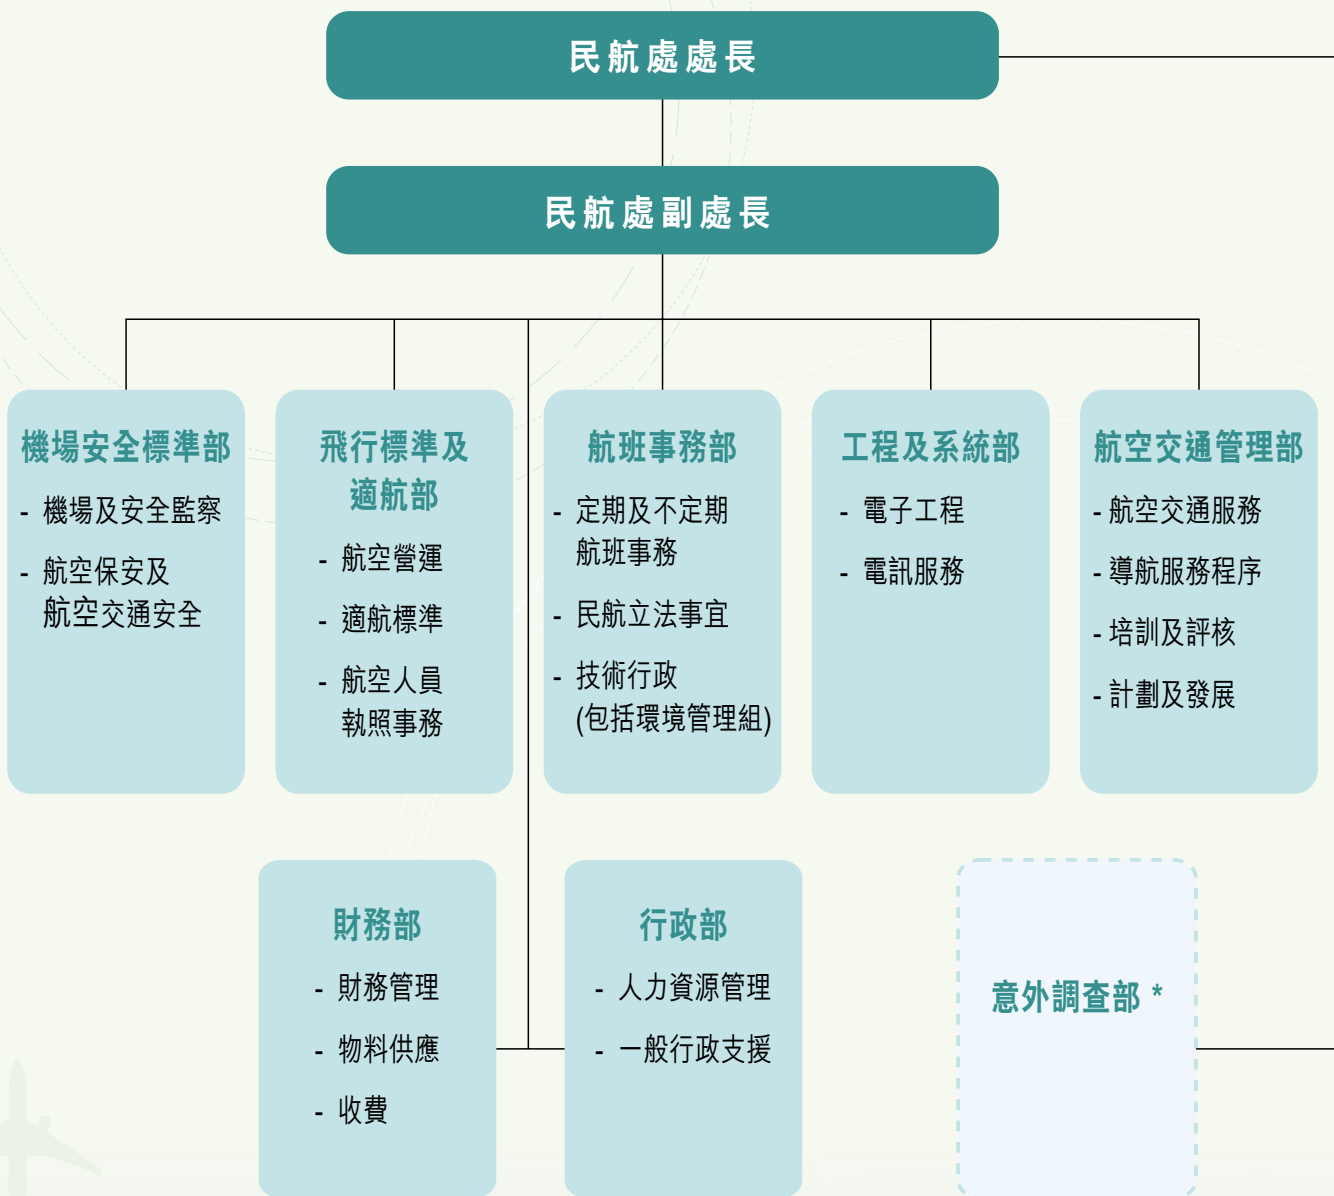 民航處處長
民航處副處長
機場安全標準部
- 機場及安全監察
- 航空保安及
航空交通安全
飛行標準及
適航部
- 航空營運
- 適航標準
- 航空人員
執照事務
航班事務部
- 定期及不定期
航班事務
- 民航立法事宜
- 技術行政
(包括環境管理組)
工程及系統部
- 電子工程
- 電訊服務
航空交通管理部
- 航空交通服務
- 導航服務程序
- 培訓及評核
- 計劃及發展
財務部
- 財務管理
- 物料供應
- 收費
行政部
- 人力資源管理
- 一般行政支援
意外調查部 *